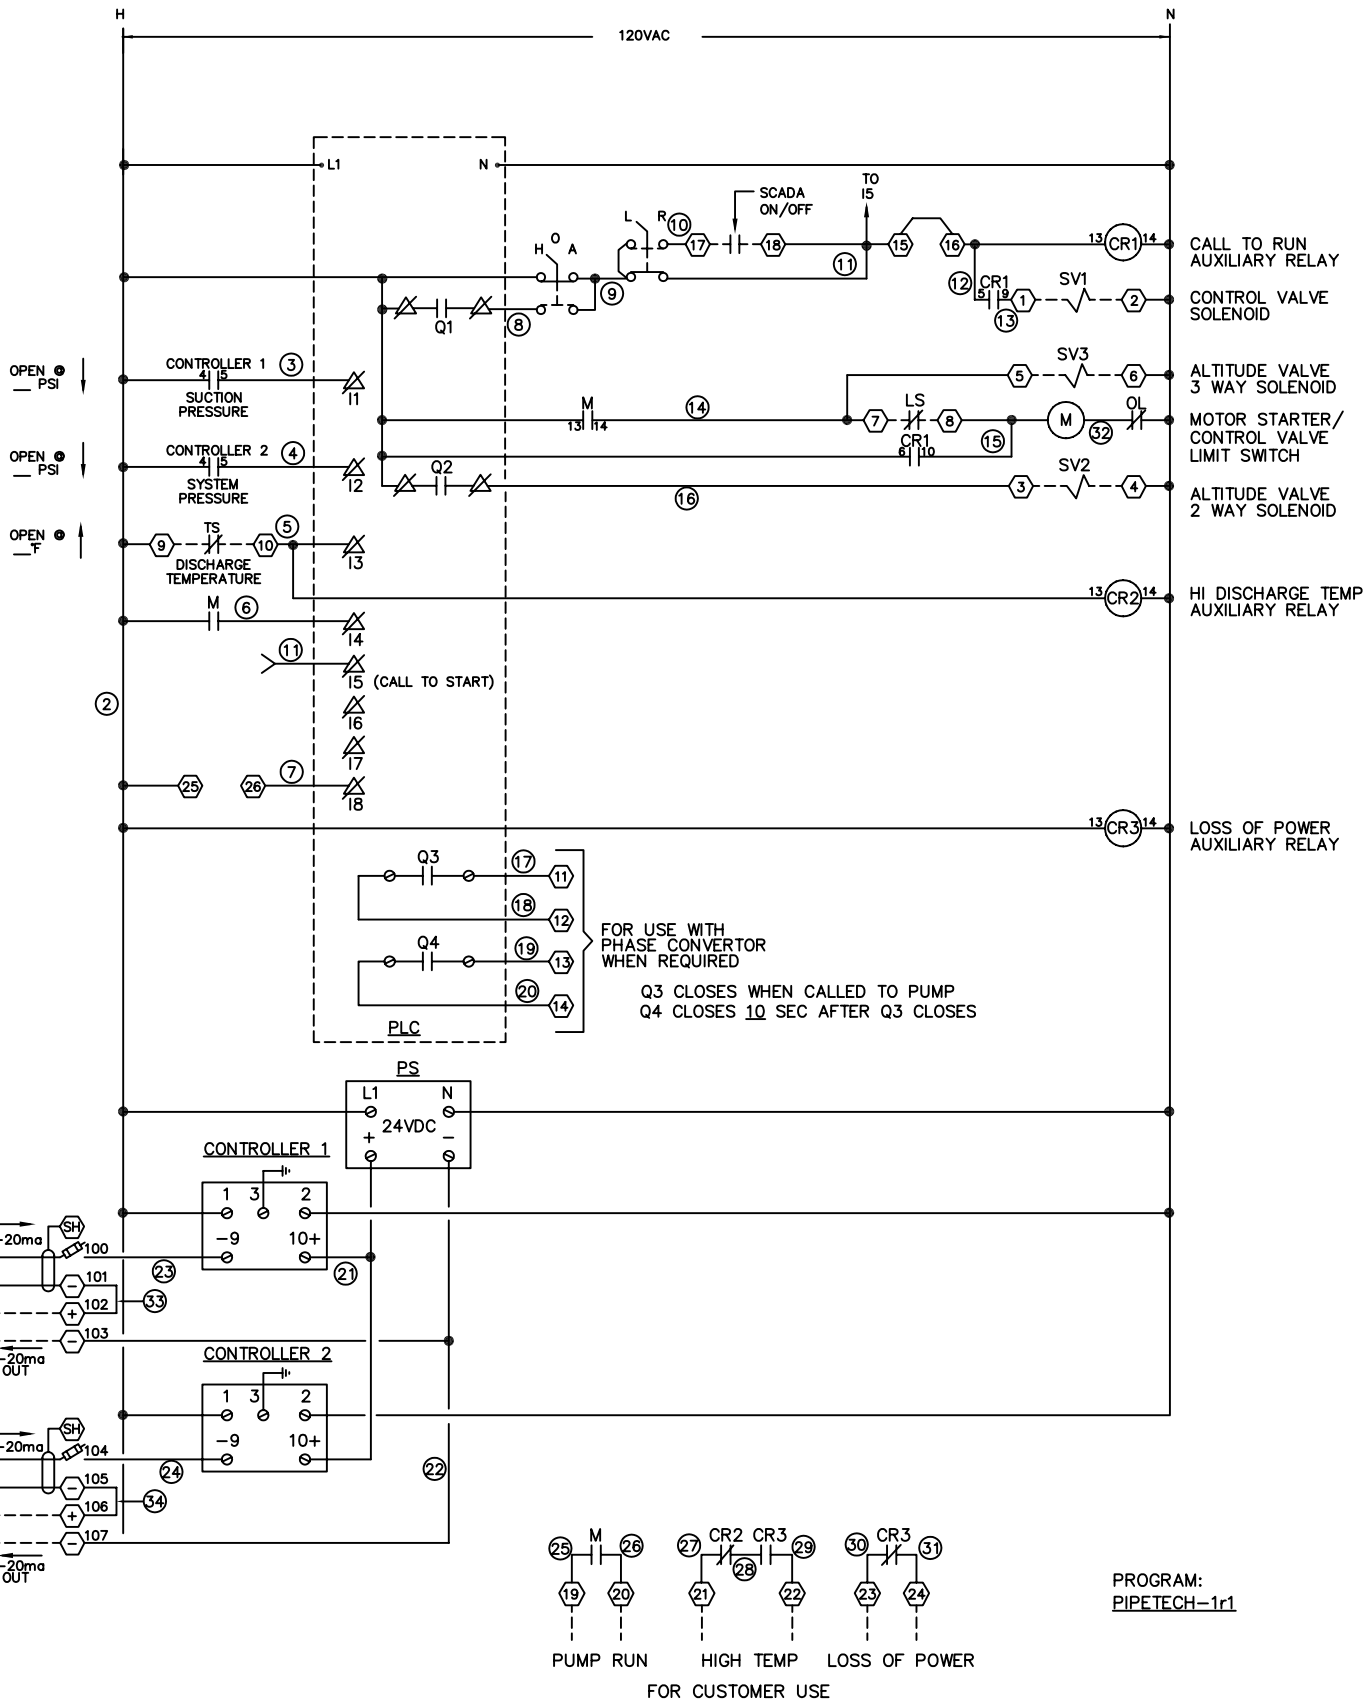 H
N
120VAC
L1
N
TO
I5
SCADA
ON/OFF
H O A
L R
10
17
18
15
16
13 CR1 14
CALL TO RUN
AUXILIARY RELAY
11
9
12
CR1
5 9
13
1
SV1
2
CONTROL VALVE
SOLENOID
Q1
8
OPEN @
__ PSI
CONTROLLER 1
4 5
SUCTION
PRESSURE
3
I1
5
SV3
6
ALTITUDE VALVE
3 WAY SOLENOID
M
13 14
14
7
LS
8
15
M
32
OL
MOTOR STARTER/
CONTROL VALVE
LIMIT SWITCH
CR1
6 10
OPEN @
__ PSI
CONTROLLER 2
4 5
SYSTEM
PRESSURE
4
I2
Q2
16
3
SV2
4
ALTITUDE VALVE
2 WAY SOLENOID
OPEN @
__°F
9
TS
10
5
DISCHARGE
TEMPERATURE
I3
13 CR2 14
HI DISCHARGE TEMP
AUXILIARY RELAY
M
6
I4
11
I5
(CALL TO START)
I6
2
I7
25
26
7
I8
13 CR3 14
LOSS OF POWER
AUXILIARY RELAY
Q3
17
11
18
12
Q4
19
13
20
14
FOR USE WITH
PHASE CONVERTOR
WHEN REQUIRED
Q3 CLOSES WHEN CALLED TO PUMP
Q4 CLOSES 10 SEC AFTER Q3 CLOSES
PLC
PS
L1 N
24VDC
+ −
CONTROLLER 1
1 3 2
−9 10+
SH
-20ma
100
23
21
101
−
33
102
+
103
−
-20ma
OUT
CONTROLLER 2
1 3 2
−9 10+
SH
-20ma
104
24
22
105
−
34
106
+
107
−
-20ma
OUT
25 M 26
19 20
PUMP RUN
27 CR2 CR3 29
28
21 22
HIGH TEMP
30 CR3 31
23 24
LOSS OF POWER
FOR CUSTOMER USE
PROGRAM:
PIPETECH−1r1